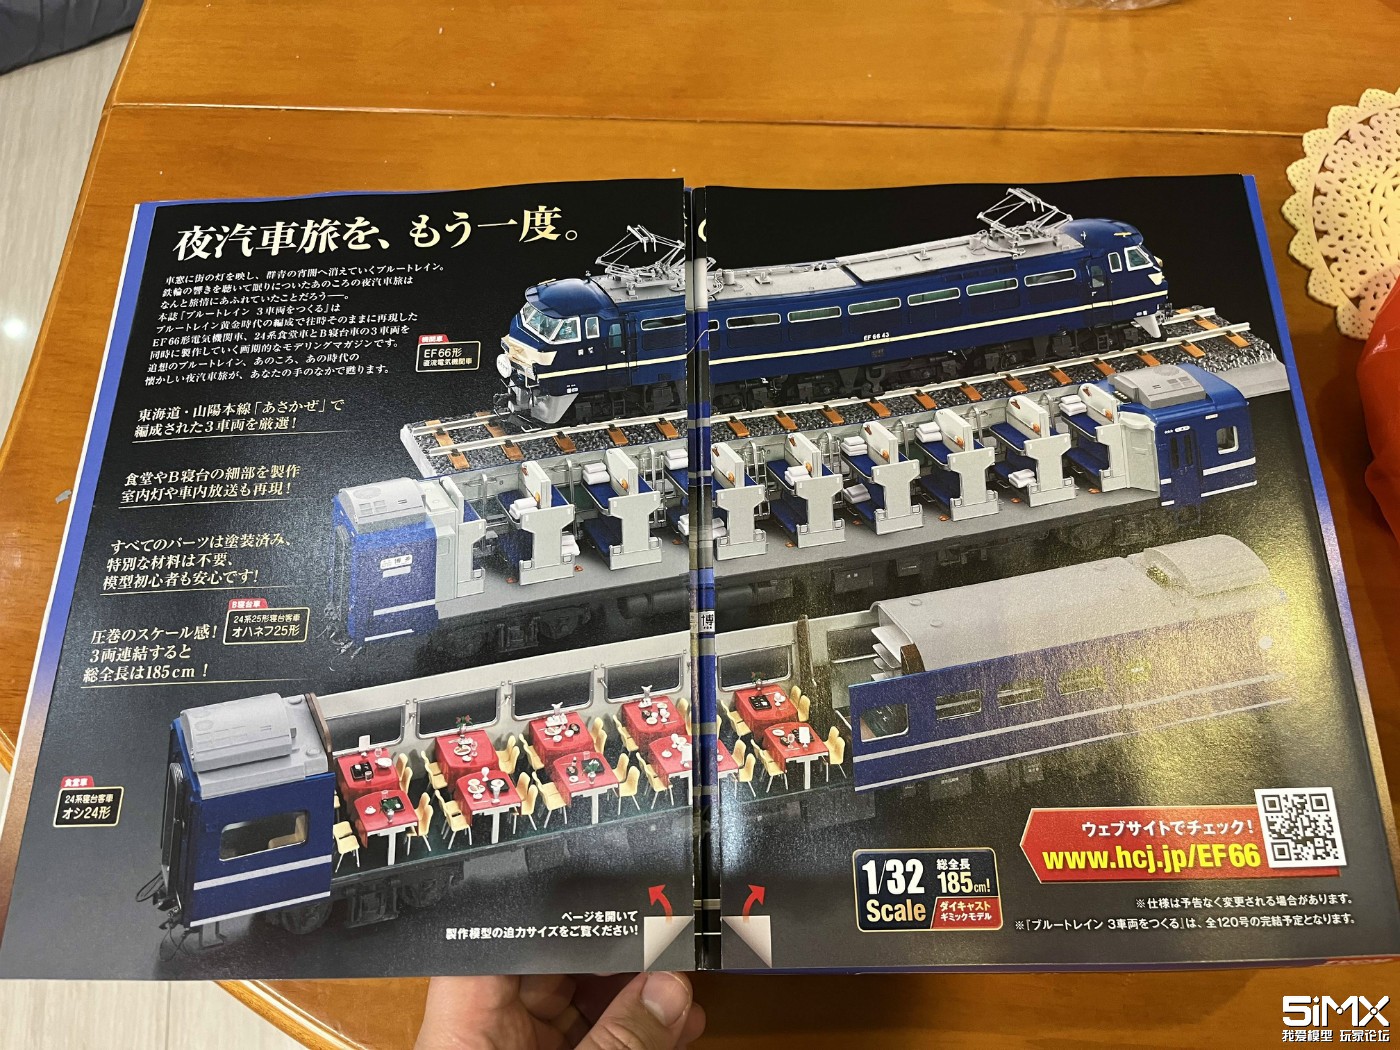 夜汽車旅を、もう一度。
車窓に街の灯を映し、群青の宵闇へ消えていくブルートレイン。
鉄輪の響きを聴いて眠りについたあのころの夜汽車旅は
なんと旅情にあふれていたことだろう──。
本誌『ブルートレイン 3車両をつくる』は
ブルートレイン黄金時代の編成で往時そのままに再現した
EF66形電気機関車、24系食堂車とB寝台車の3車両を
同時に製作していく画期的なモデリングマガジンです。
追想のブルートレイン、あのころ、あの時代の
懐かしい夜汽車旅が、あなたの手のなかで甦ります。
機関車
EF66形
直流電気機関車
東海道・山陽本線「あさかぜ」で
編成された3車両を厳選！
食堂やB寝台の細部を製作
室内灯や車内放送も再現！
すべてのパーツは塗装済み、
特別な材料は不要、
模型初心者も安心です！
B寝台車
24系25形寝台客車
オハネフ25形
圧巻のスケール感！
3両連結すると
総全長は185cm！
食堂車
24系寝台客車
オシ24形
EF 66 43
博
ページを開いて
製作模型の迫力サイズをご覧ください！
1/32
Scale
総全長
185cm!
ダイキャスト
ギミックモデル
ウェブサイトでチェック！
www.hcj.jp/EF66
※仕様は予告なく変更される場合があります。
※『ブルートレイン 3車両をつくる』は、全120号の完結予定となります。
5iMX
我爱模型 玩家论坛